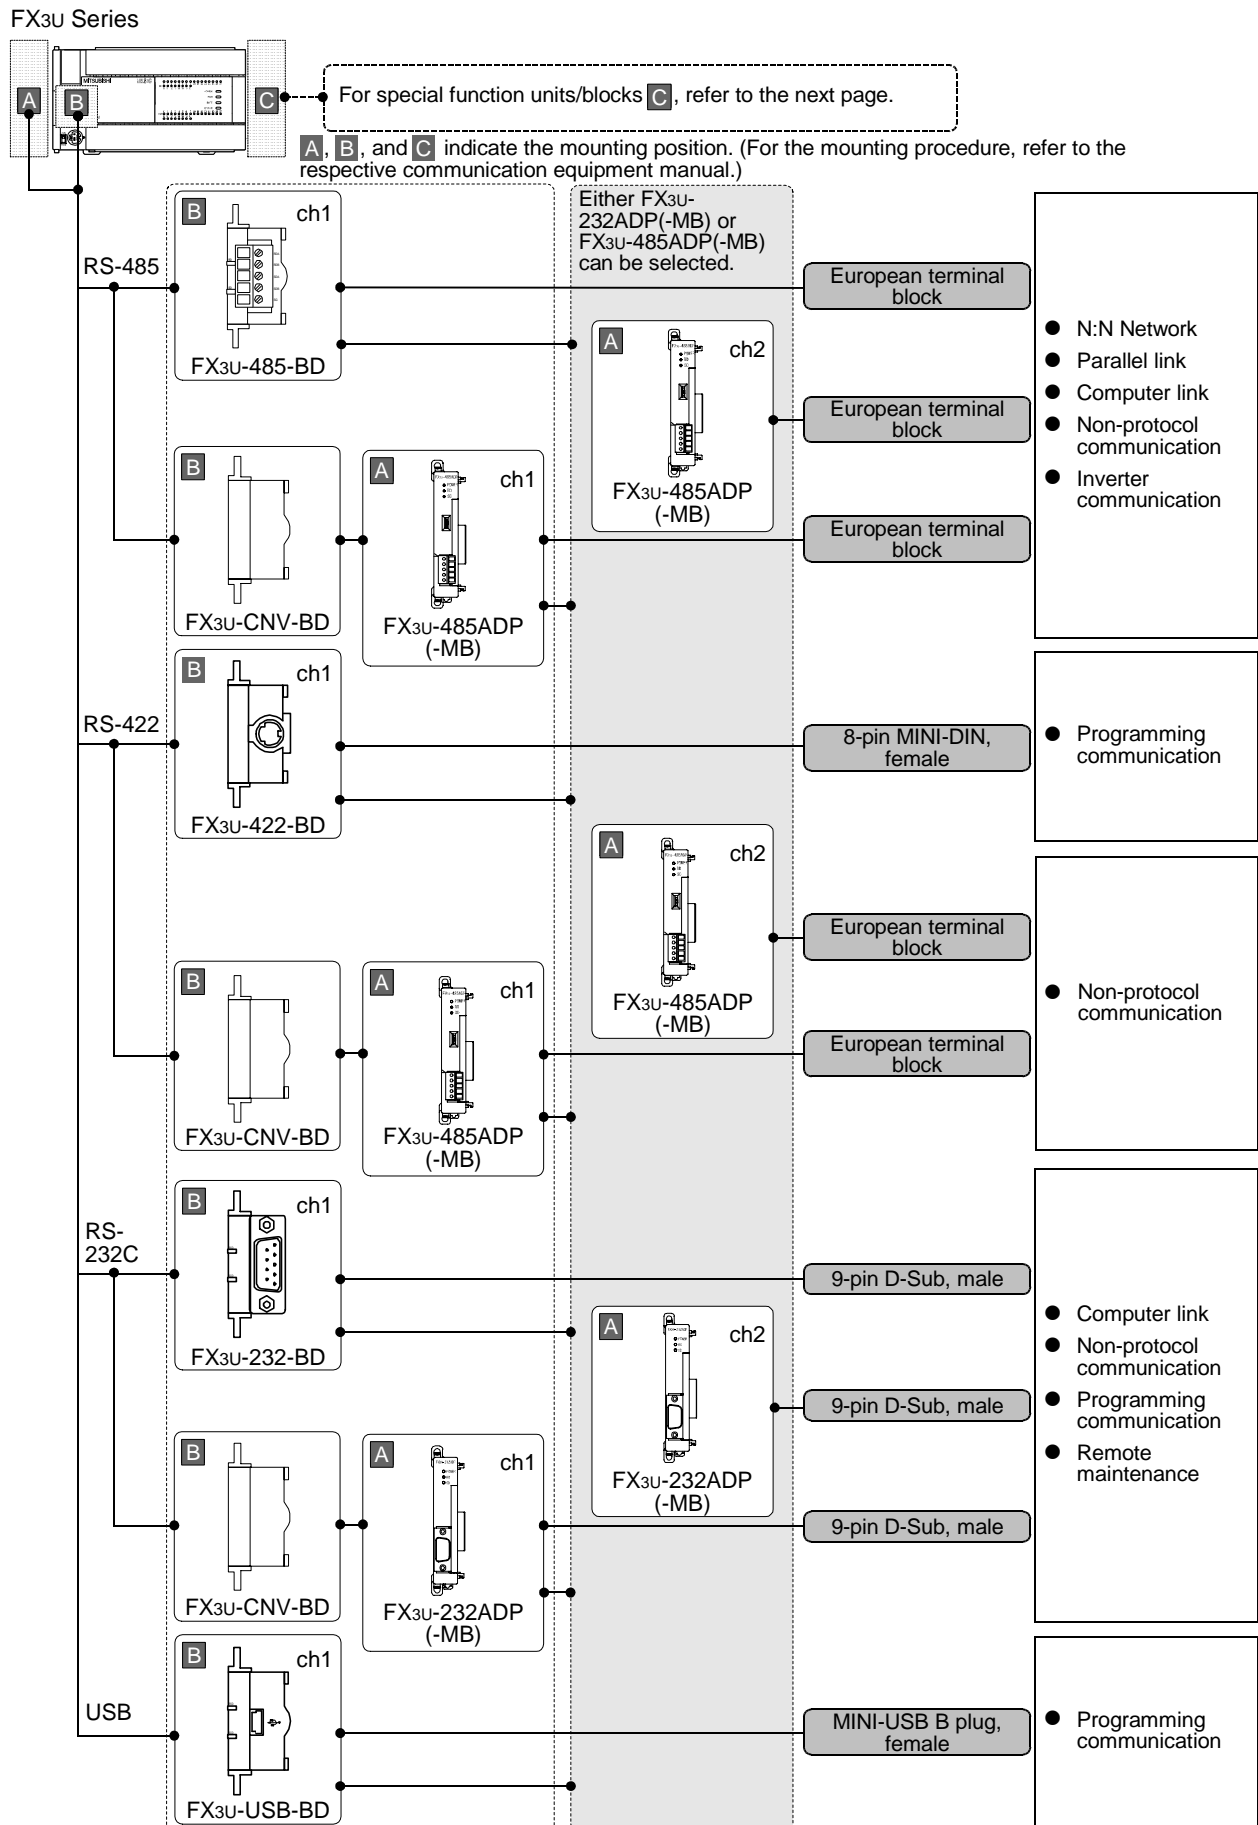 FX3U Series
MITSUBISHI
A
B
C
For special function units/blocks C, refer to the next page.
A, B, and C indicate the mounting position. (For the mounting procedure, refer to the
respective communication equipment manual.)
Either FX3U-
232ADP(-MB) or
FX3U-485ADP(-MB)
can be selected.
RS-485
B
ch1
FX3U-485-BD
European terminal
block
A
ch2
FX3U-485ADP
(-MB)
European terminal
block
B
FX3U-CNV-BD
A
ch1
FX3U-485ADP
(-MB)
European terminal
block
● N:N Network
● Parallel link
● Computer link
● Non-protocol
communication
● Inverter
communication
RS-422
B
ch1
FX3U-422-BD
8-pin MINI-DIN,
female
● Programming
communication
A
ch2
FX3U-485ADP
(-MB)
European terminal
block
B
FX3U-CNV-BD
A
ch1
FX3U-485ADP
(-MB)
European terminal
block
● Non-protocol
communication
RS-
232C
B
ch1
FX3U-232-BD
9-pin D-Sub, male
A
ch2
FX3U-232ADP
(-MB)
9-pin D-Sub, male
B
FX3U-CNV-BD
A
ch1
FX3U-232ADP
(-MB)
9-pin D-Sub, male
● Computer link
● Non-protocol
communication
● Programming
communication
● Remote
maintenance
USB
B
ch1
FX3U-USB-BD
MINI-USB B plug,
female
● Programming
communication